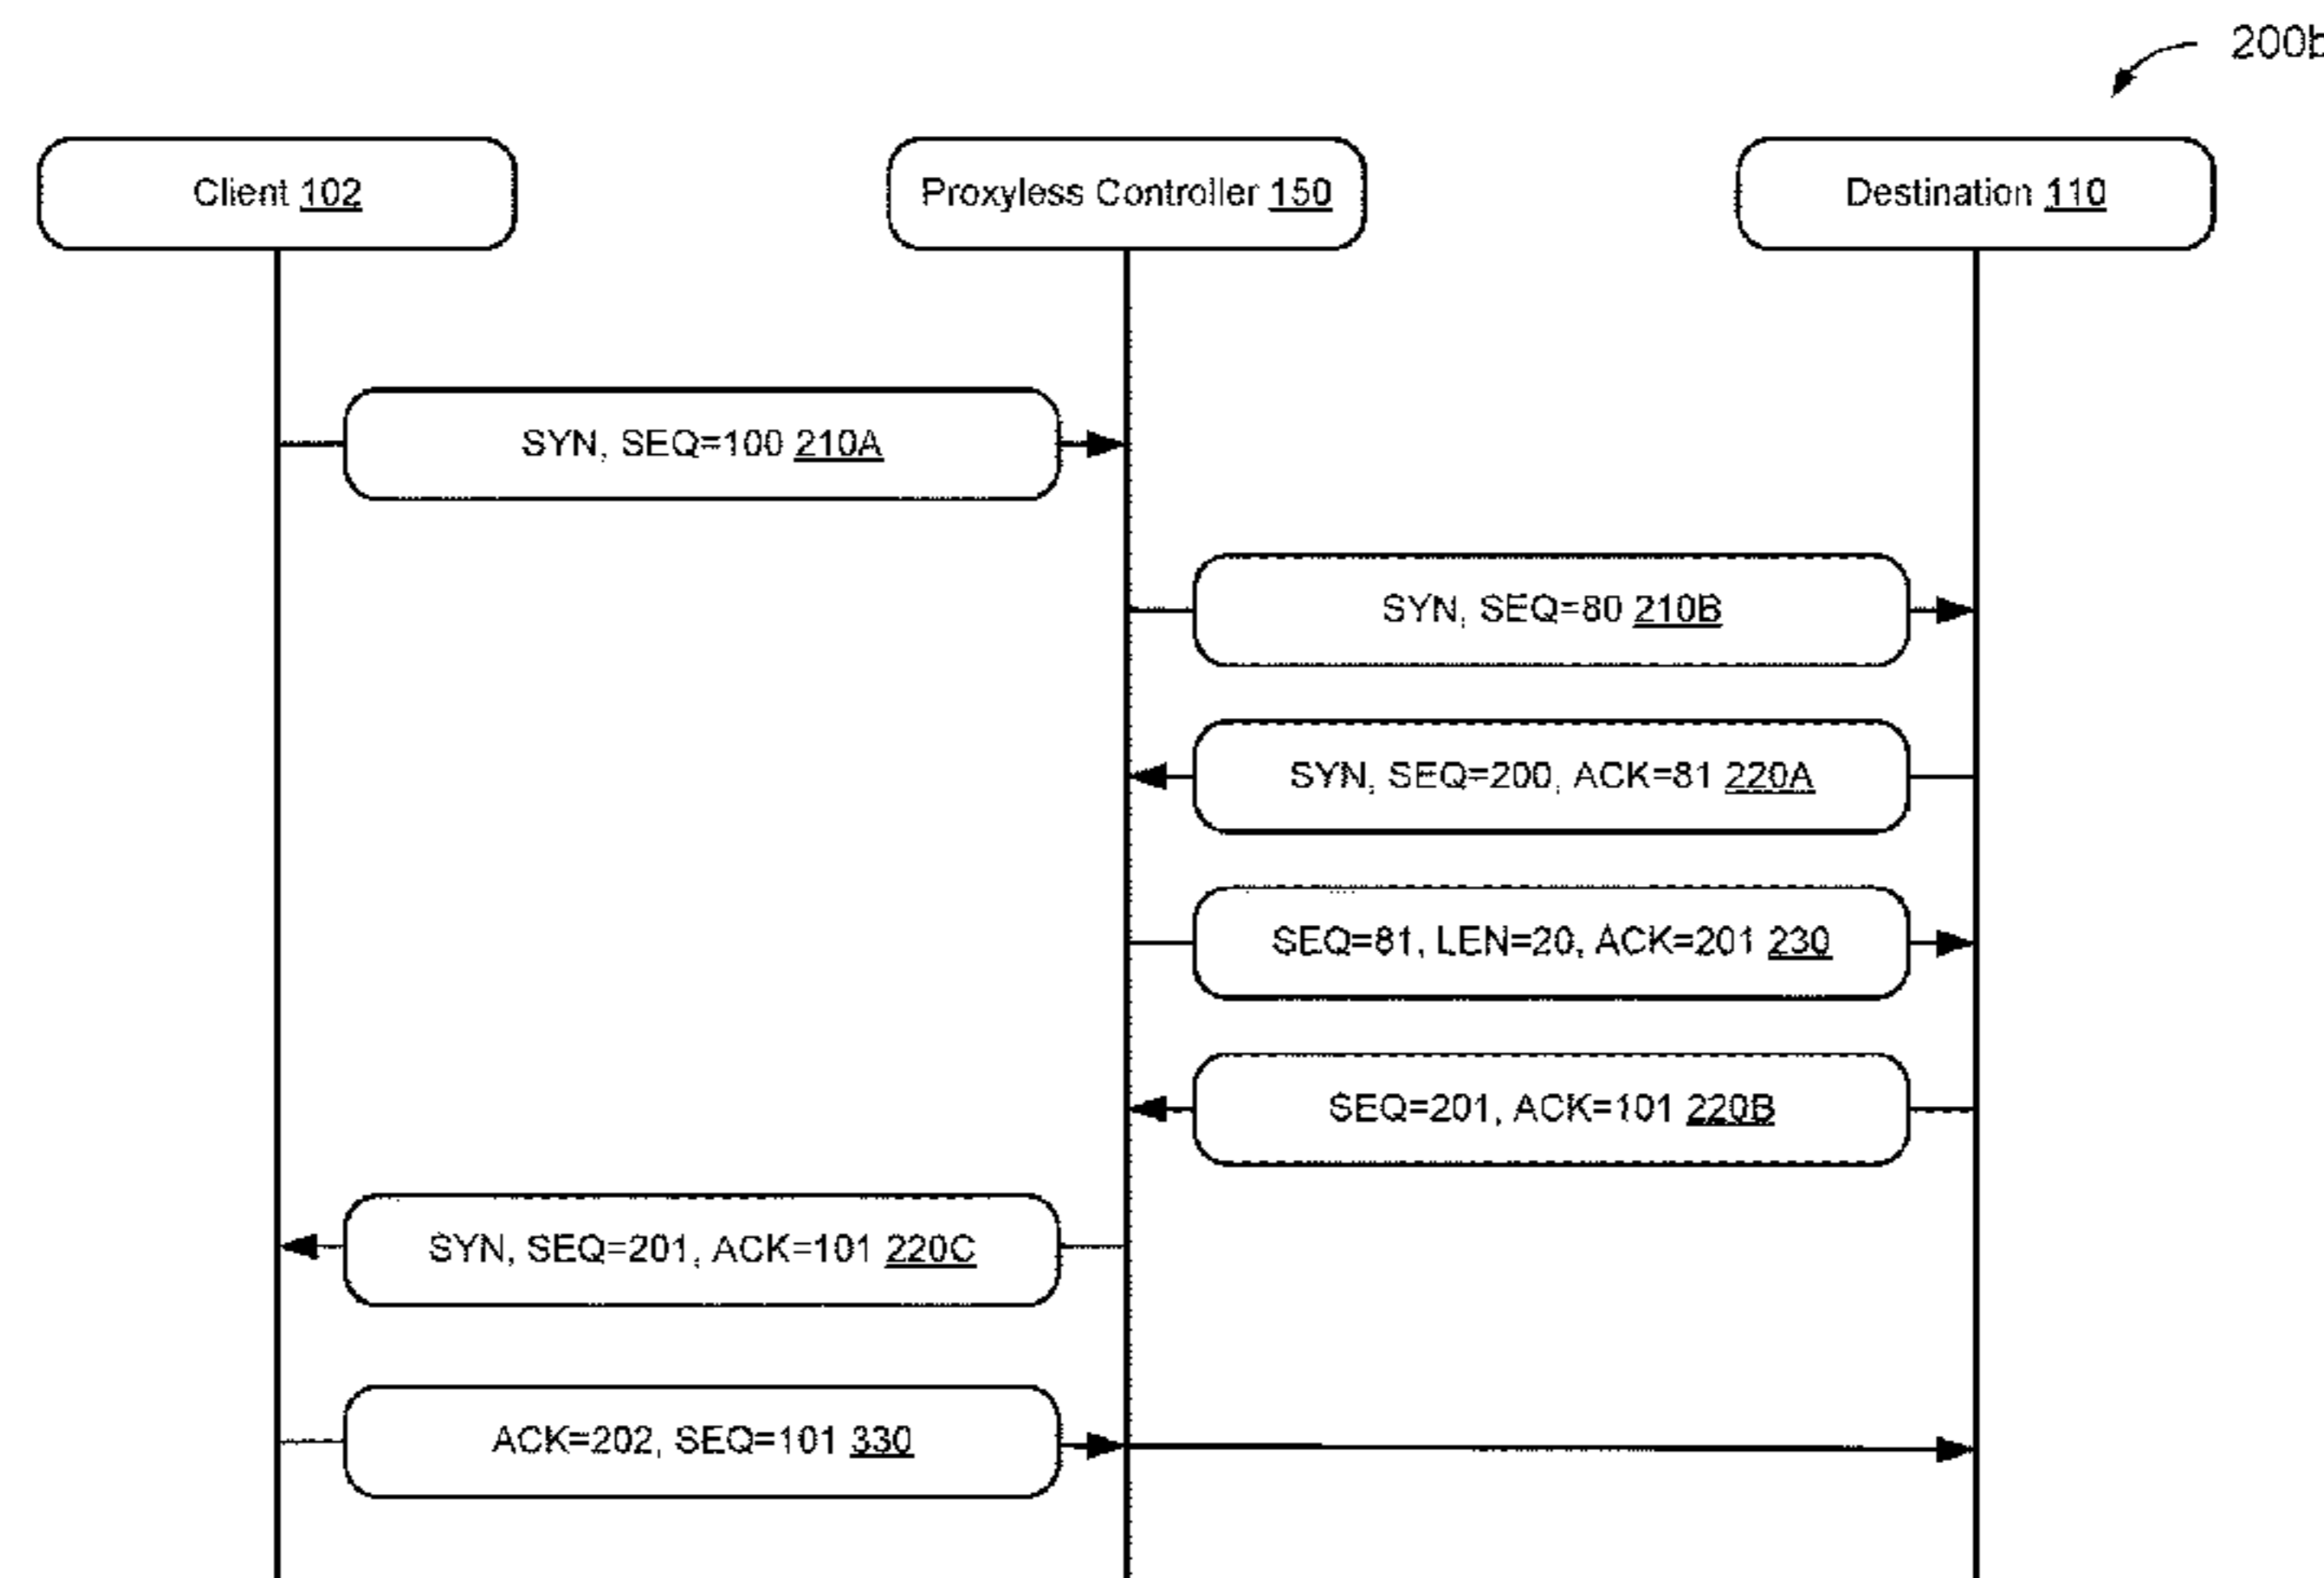 200b
Client 102
Proxyless Controller 150
Destination 110
SYN, SEQ=100 210A
SYN, SEQ=80 210B
SYN, SEQ=200, ACK=81 220A
SEQ=81, LEN=20, ACK=201 230
SEQ=201, ACK=101 220B
SYN, SEQ=201, ACK=101 220C
ACK=202, SEQ=101 330